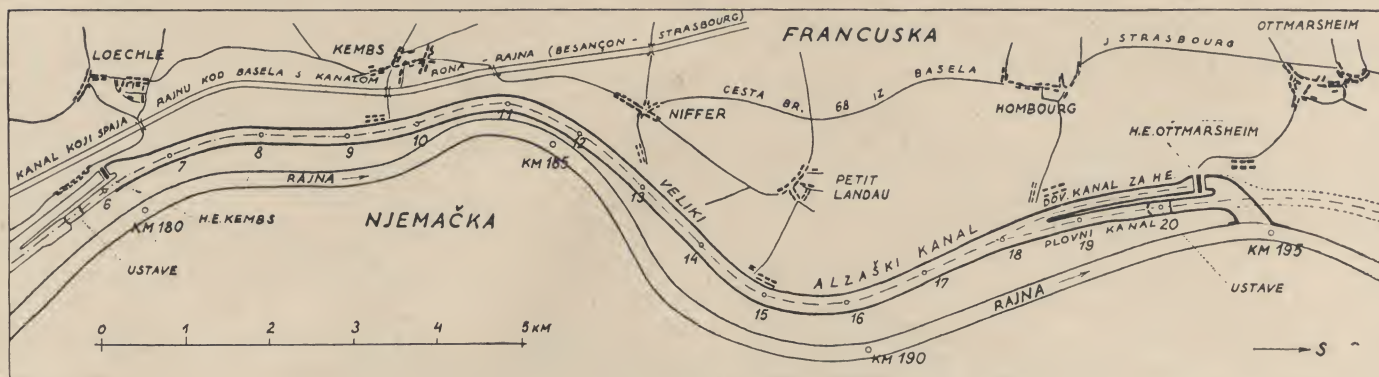 LOECHLE
KEMBS
FRANCUSKA
OTTMARSHEIM
KANAL KOJI SPAJA RAJNU KOD BASELA S KANALOM RONA - RAJNA (BESANÇON - STRASBOURG)
CESTA BR. 68 IZ BASELA
HOMBOURG
U STRASBOURG
NIFFER
H.E.OTTMARSHEIM
PETIT
LANDAU
VELIKI ALZAŠKI KANAL
DOV. KANAL ZA HE
PLOVNI KANAL
6
7
8
9
10
11
12
13
14
15
16
17
18
19
20
KM 180
H.E.KEMBS
RAJNA
KM 185
NJEMAČKA
USTAVE
RAJNA
KM 190
KM 195
USTAVE
0 1 2 3 4 5 KM
S